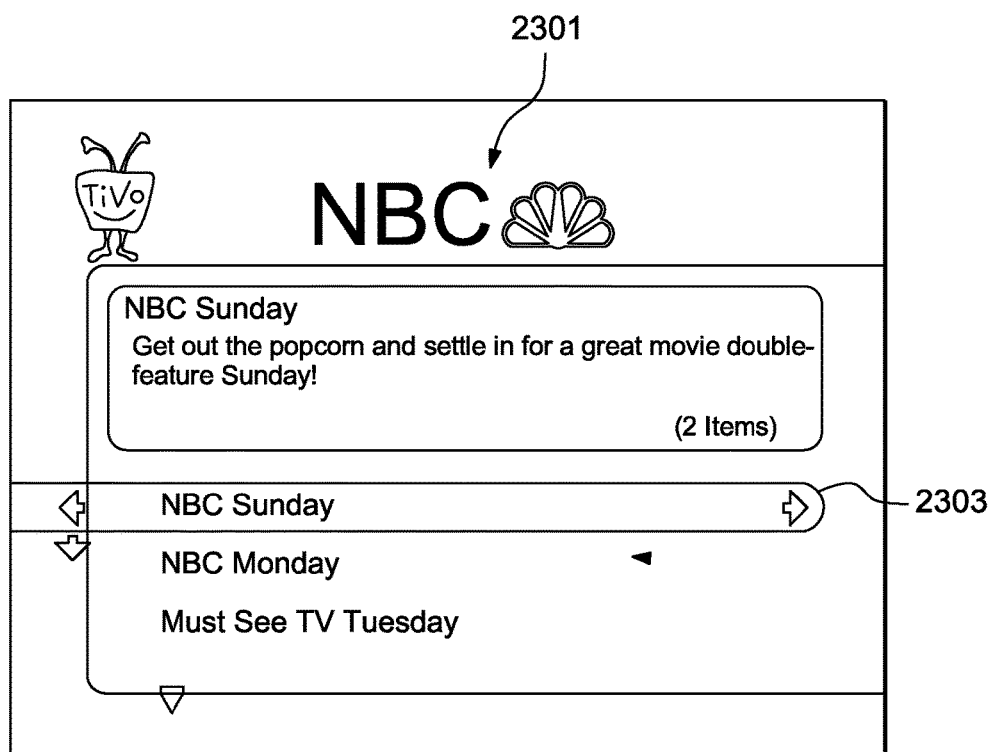 2301
TiVo
NBC
NBC Sunday
Get out the popcorn and settle in for a great movie double-
feature Sunday!
(2 Items)
NBC Sunday
2303
NBC Monday
Must See TV Tuesday